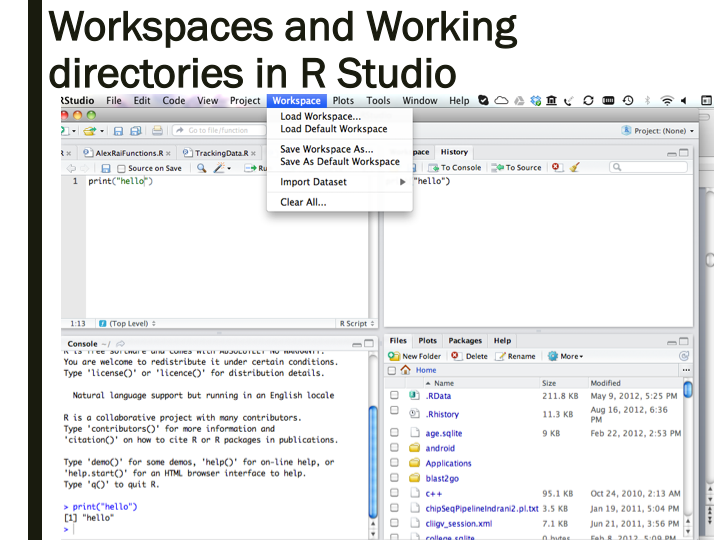 Workspaces and Working
directories in R Studio
RStudio File Edit Code View Project Workspace Plots Tools Window Help
Load Workspace...
Load Default Workspace
Save Workspace As...
Save As Default Workspace
Import Dataset
Clear All...
Go to file/function
Project: (None)
AlexRaiFunctions.R
TrackingData.R
Source on Save
Ru
1 print("hello")
1:13 (Top Level) R Script
pace History
To Console To Source
"hello")
Console ~/
R is free software and comes with ABSOLUTELY NO WARRANTY.
You are welcome to redistribute it under certain conditions.
Type 'license()' or 'licence()' for distribution details.
Natural language support but running in an English locale
R is a collaborative project with many contributors.
Type 'contributors()' for more information and
'citation()' on how to cite R or R packages in publications.
Type 'demo()' for some demos, 'help()' for on-line help, or
'help.start()' for an HTML browser interface to help.
Type 'q()' to quit R.
> print("hello")
[1] "hello"
>
Files Plots Packages Help
New Folder Delete Rename More
Home
Name Size Modified
.RData 211.8 KB May 9, 2012, 5:25 PM
.Rhistory 11.3 KB Aug 16, 2012, 6:36
PM
age.sqlite 9 KB Feb 22, 2012, 2:53 PM
android
Applications
blast2go
c++ 95.1 KB Oct 24, 2010, 2:13 AM
chipSeqPipelineIndrani2.pl.txt 3.5 KB Jan 19, 2011, 5:04 PM
cliigv_session.xml 7.1 KB Jun 21, 2011, 3:56 PM
college.sqlite 0 bytes Feb 8, 2012, 5:09 PM